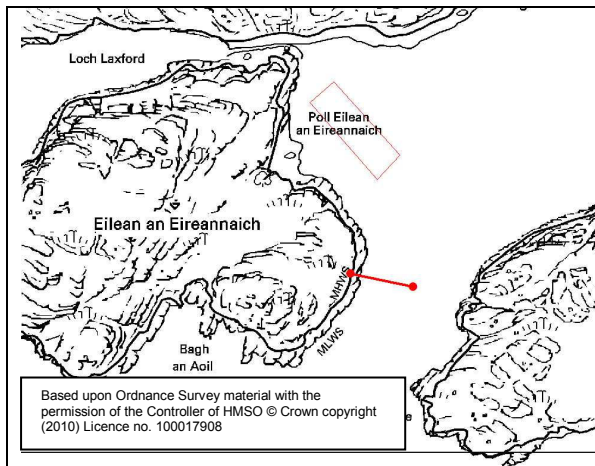 Loch Laxford
Poll Eilean
an Eireannaich
Eilean an Eireannaich
MHWS
MLWS
Bagh
an Aoil
Based upon Ordnance Survey material with the
permission of the Controller of HMSO © Crown copyright
(2010) Licence no. 100017908
e